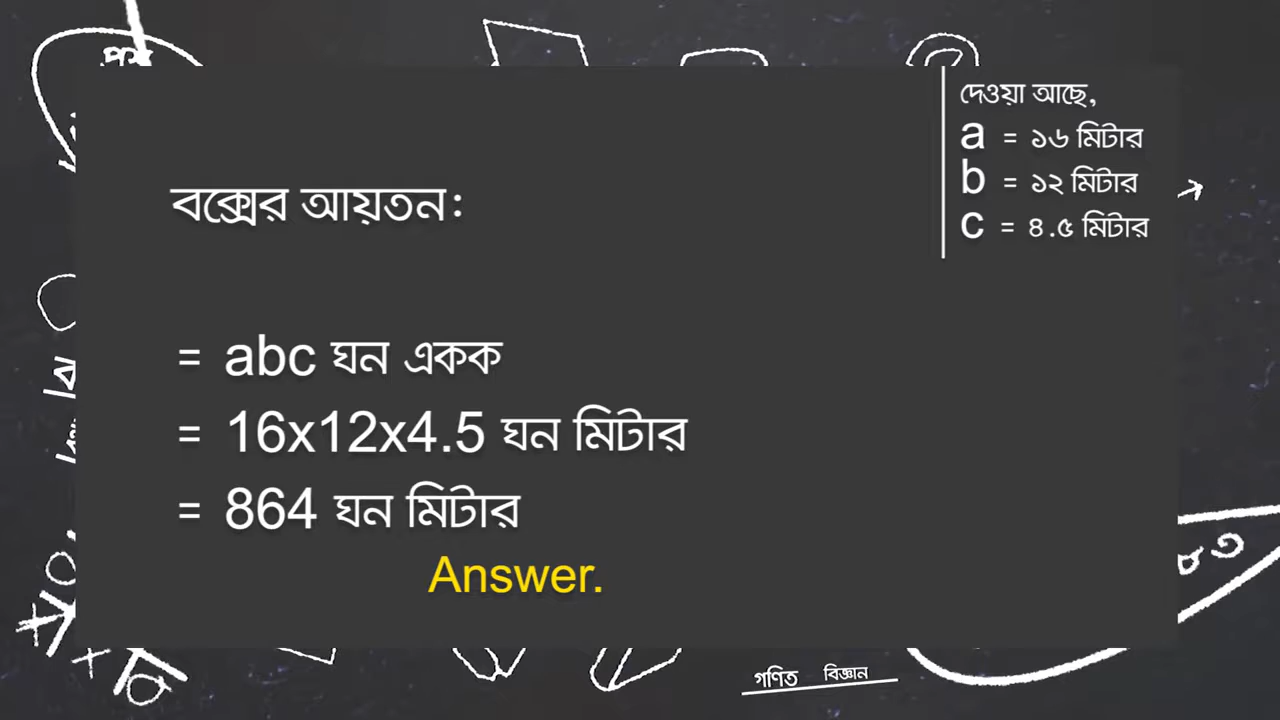 দেওয়া আছে,
a = ১৬ মিটার
b = ১২ মিটার
c = ৪.৫ মিটার
বক্সের আয়তন:
= abc ঘন একক
= 16x12x4.5 ঘন মিটার
= 864 ঘন মিটার
Answer.
গণিত বিজ্ঞান